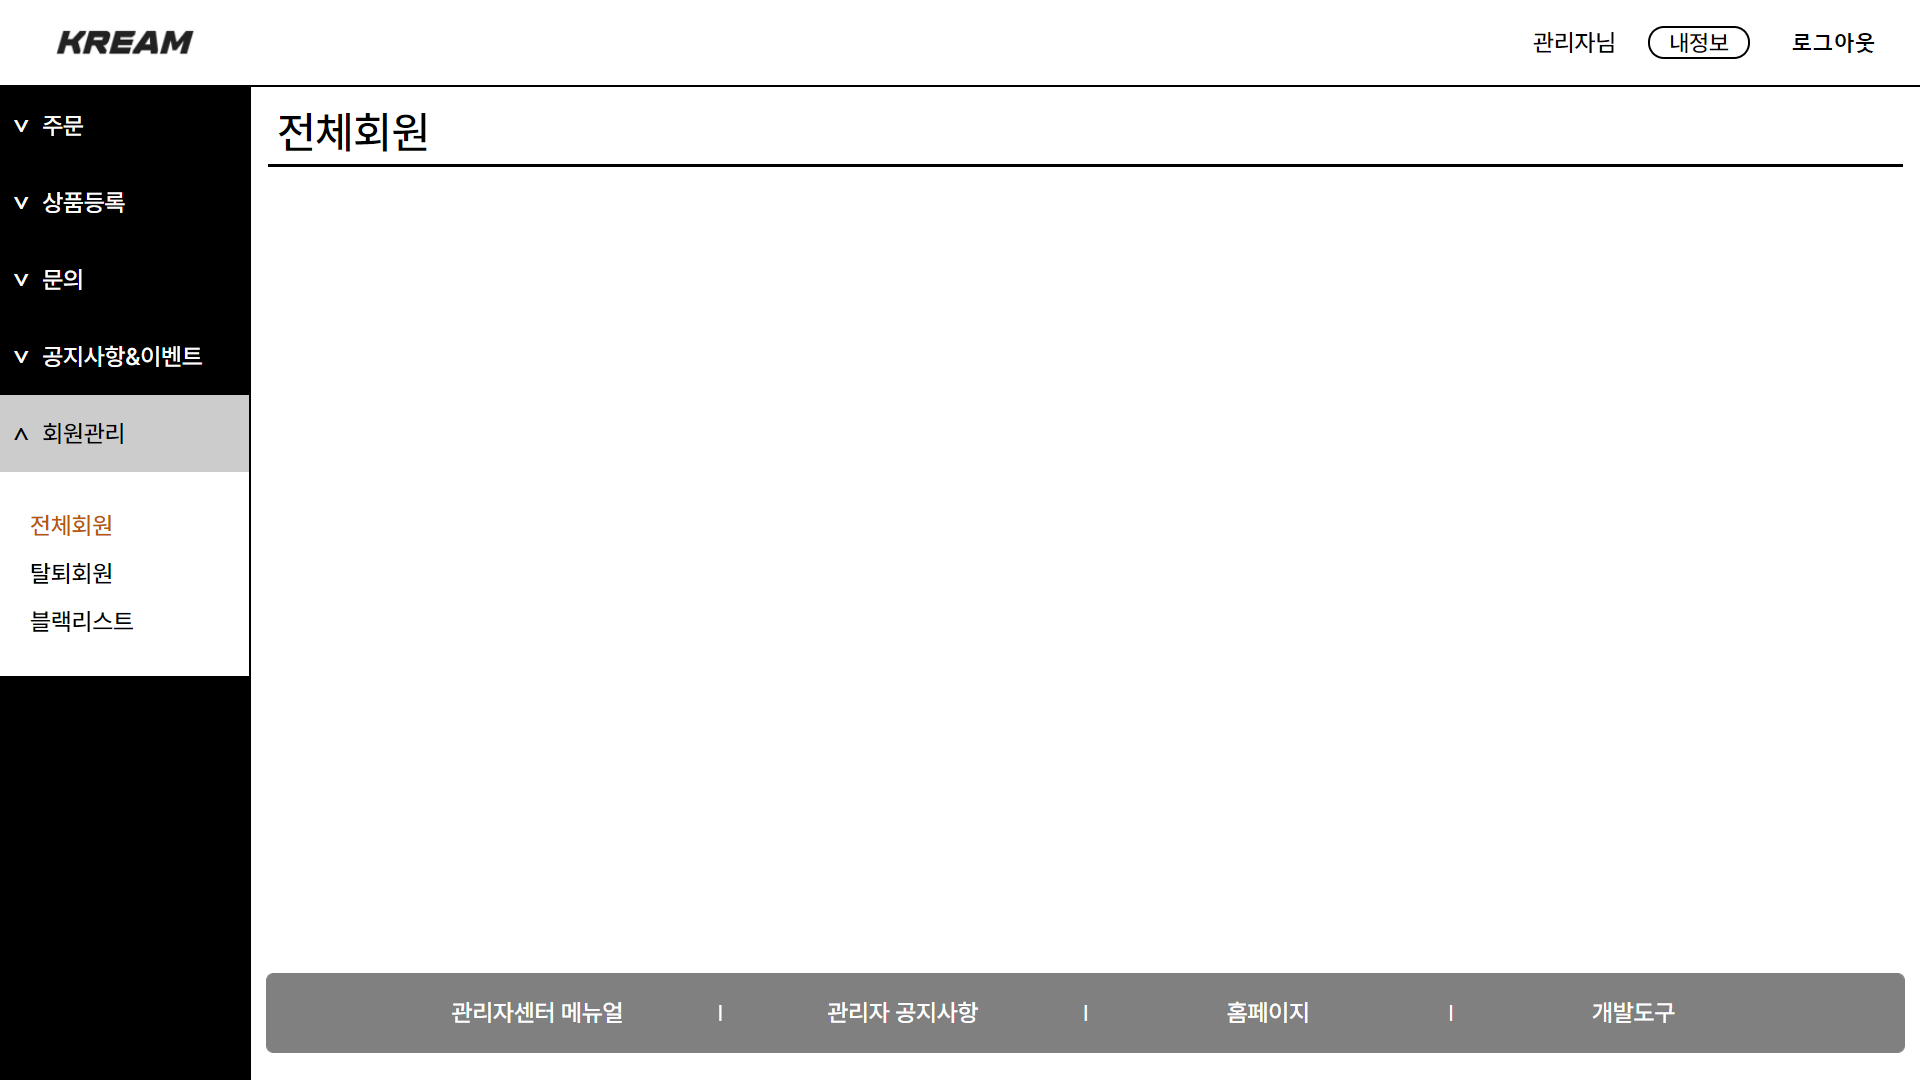 KREAM
관리자님 내정보 로그아웃
∨ 주문
∨ 상품등록
∨ 문의
∨ 공지사항&이벤트
∧ 회원관리
전체회원
탈퇴회원
블랙리스트
전체회원
관리자센터 메뉴얼 | 관리자 공지사항 | 홈페이지 | 개발도구